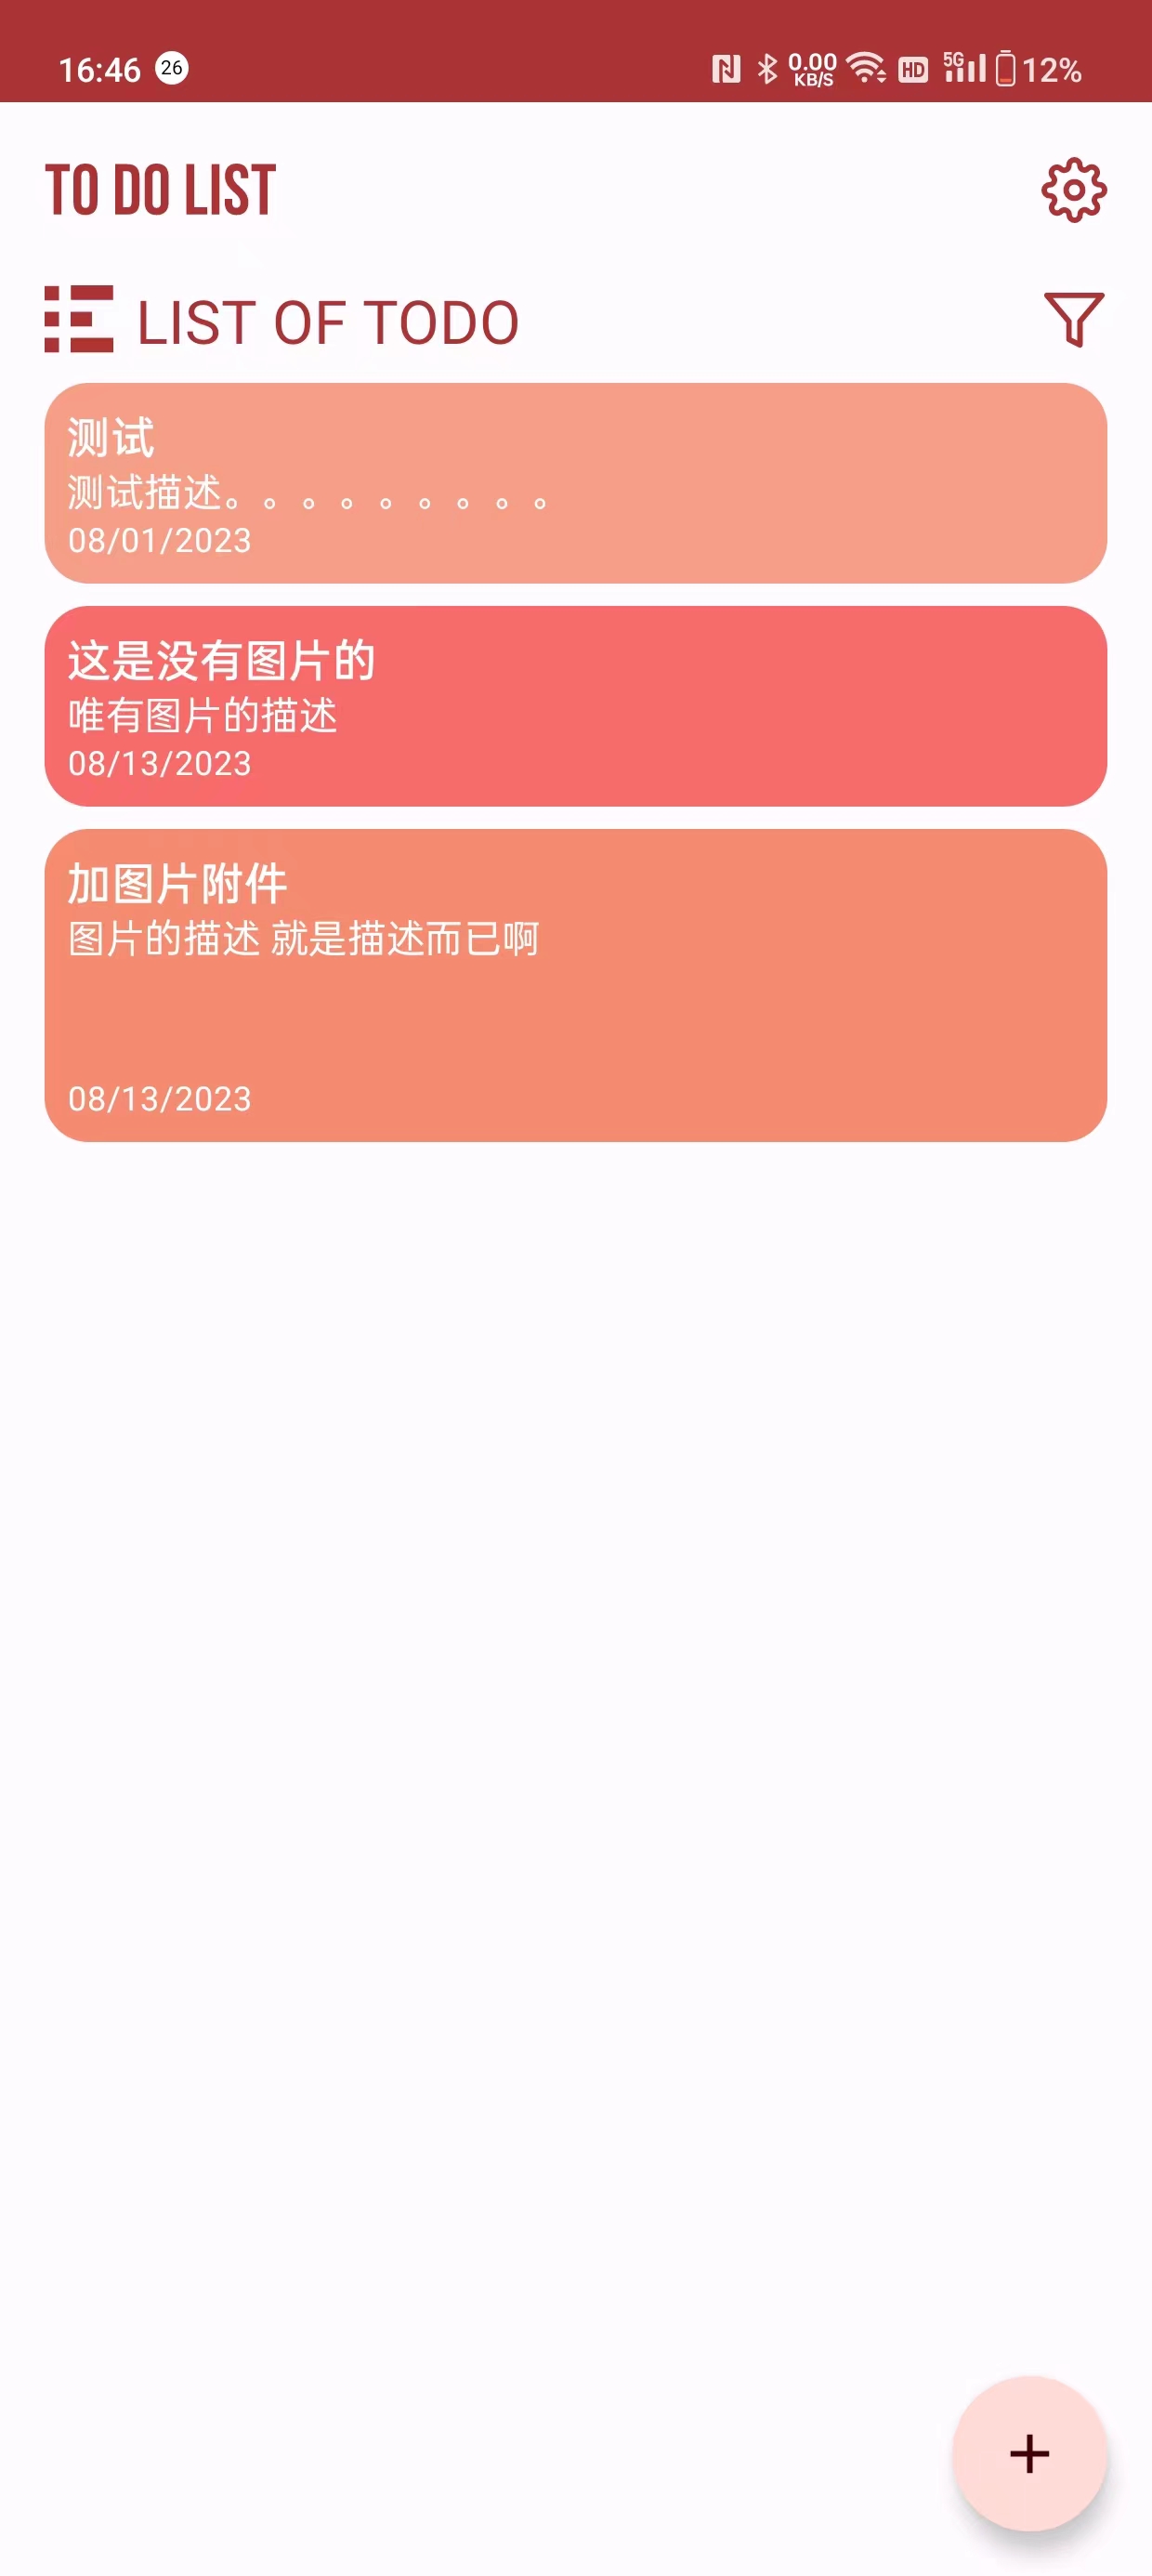 16:46 26 0.00 KB/S HD 5G 12%
TO DO LIST
LIST OF TODO
测试
测试描述。。。。。。。。。
08/01/2023
这是没有图片的
唯有图片的描述
08/13/2023
加图片附件
图片的描述 就是描述而已啊
08/13/2023